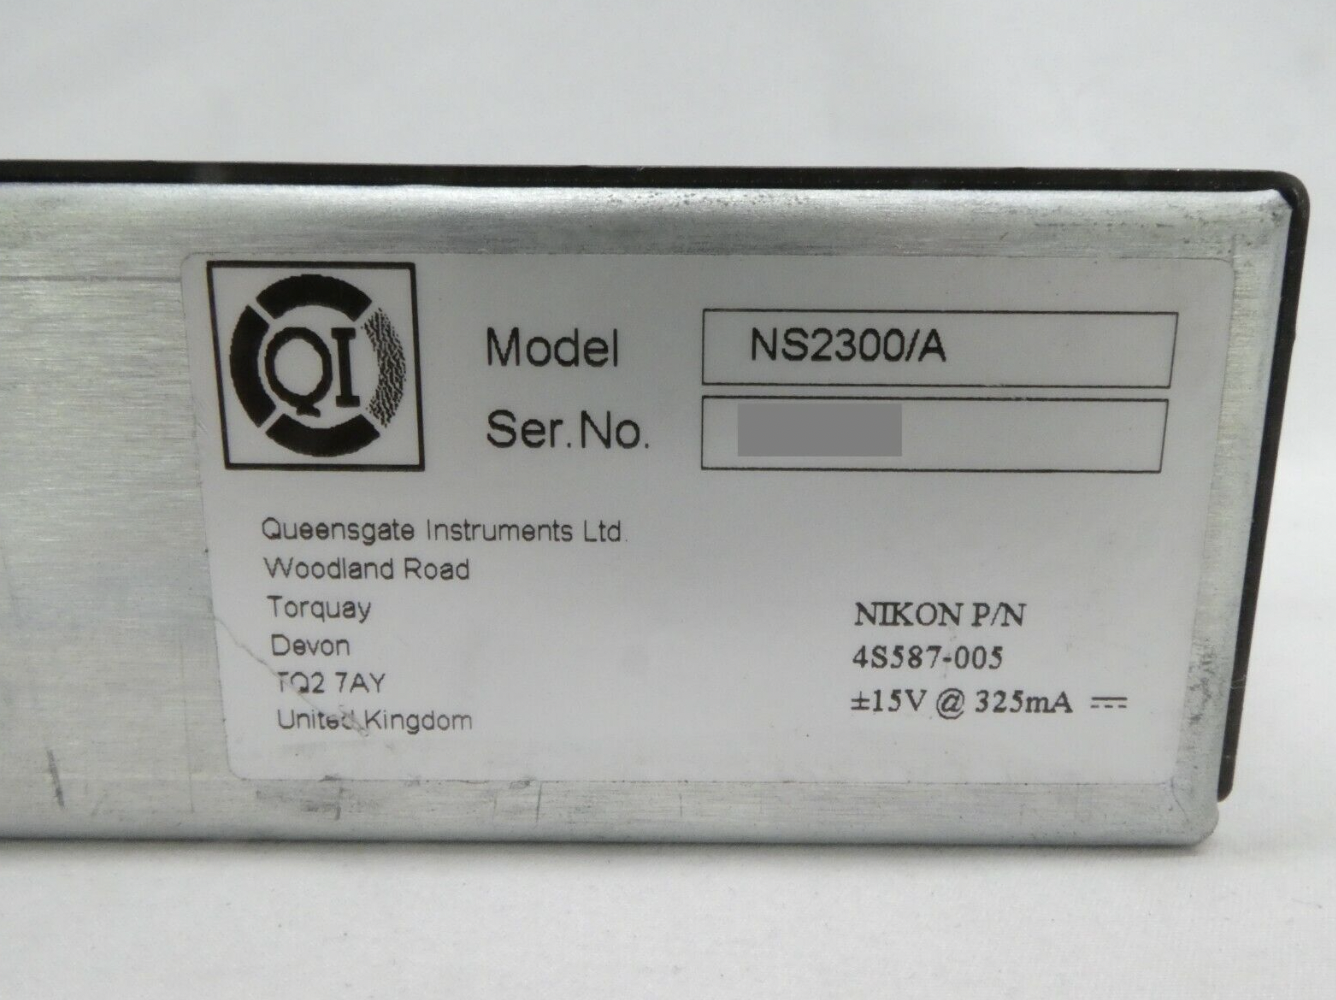 QI
Model NS2300/A
Ser.No.
Queensgate Instruments Ltd.
Woodland Road
Torquay
Devon
TQ2 7AY
United Kingdom
NIKON P/N
4S587-005
±15V @ 325mA